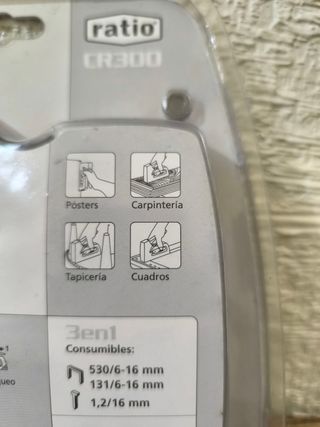 ratio
CR300
Pósters Carpintería
Tapicería Cuadros
3en1
Consumibles:
530/6-16 mm
131/6-16 mm
1,2/16 mm